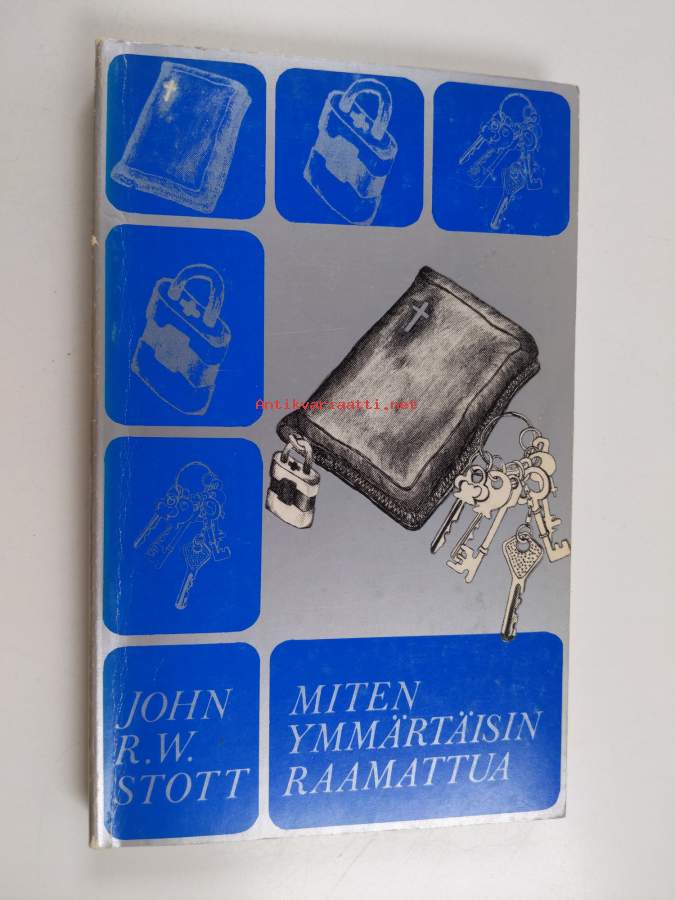 Antikvariaatti.net
JOHN
R.W.
STOTT
MITEN
YMMÄRTÄISIN
RAAMATTUA